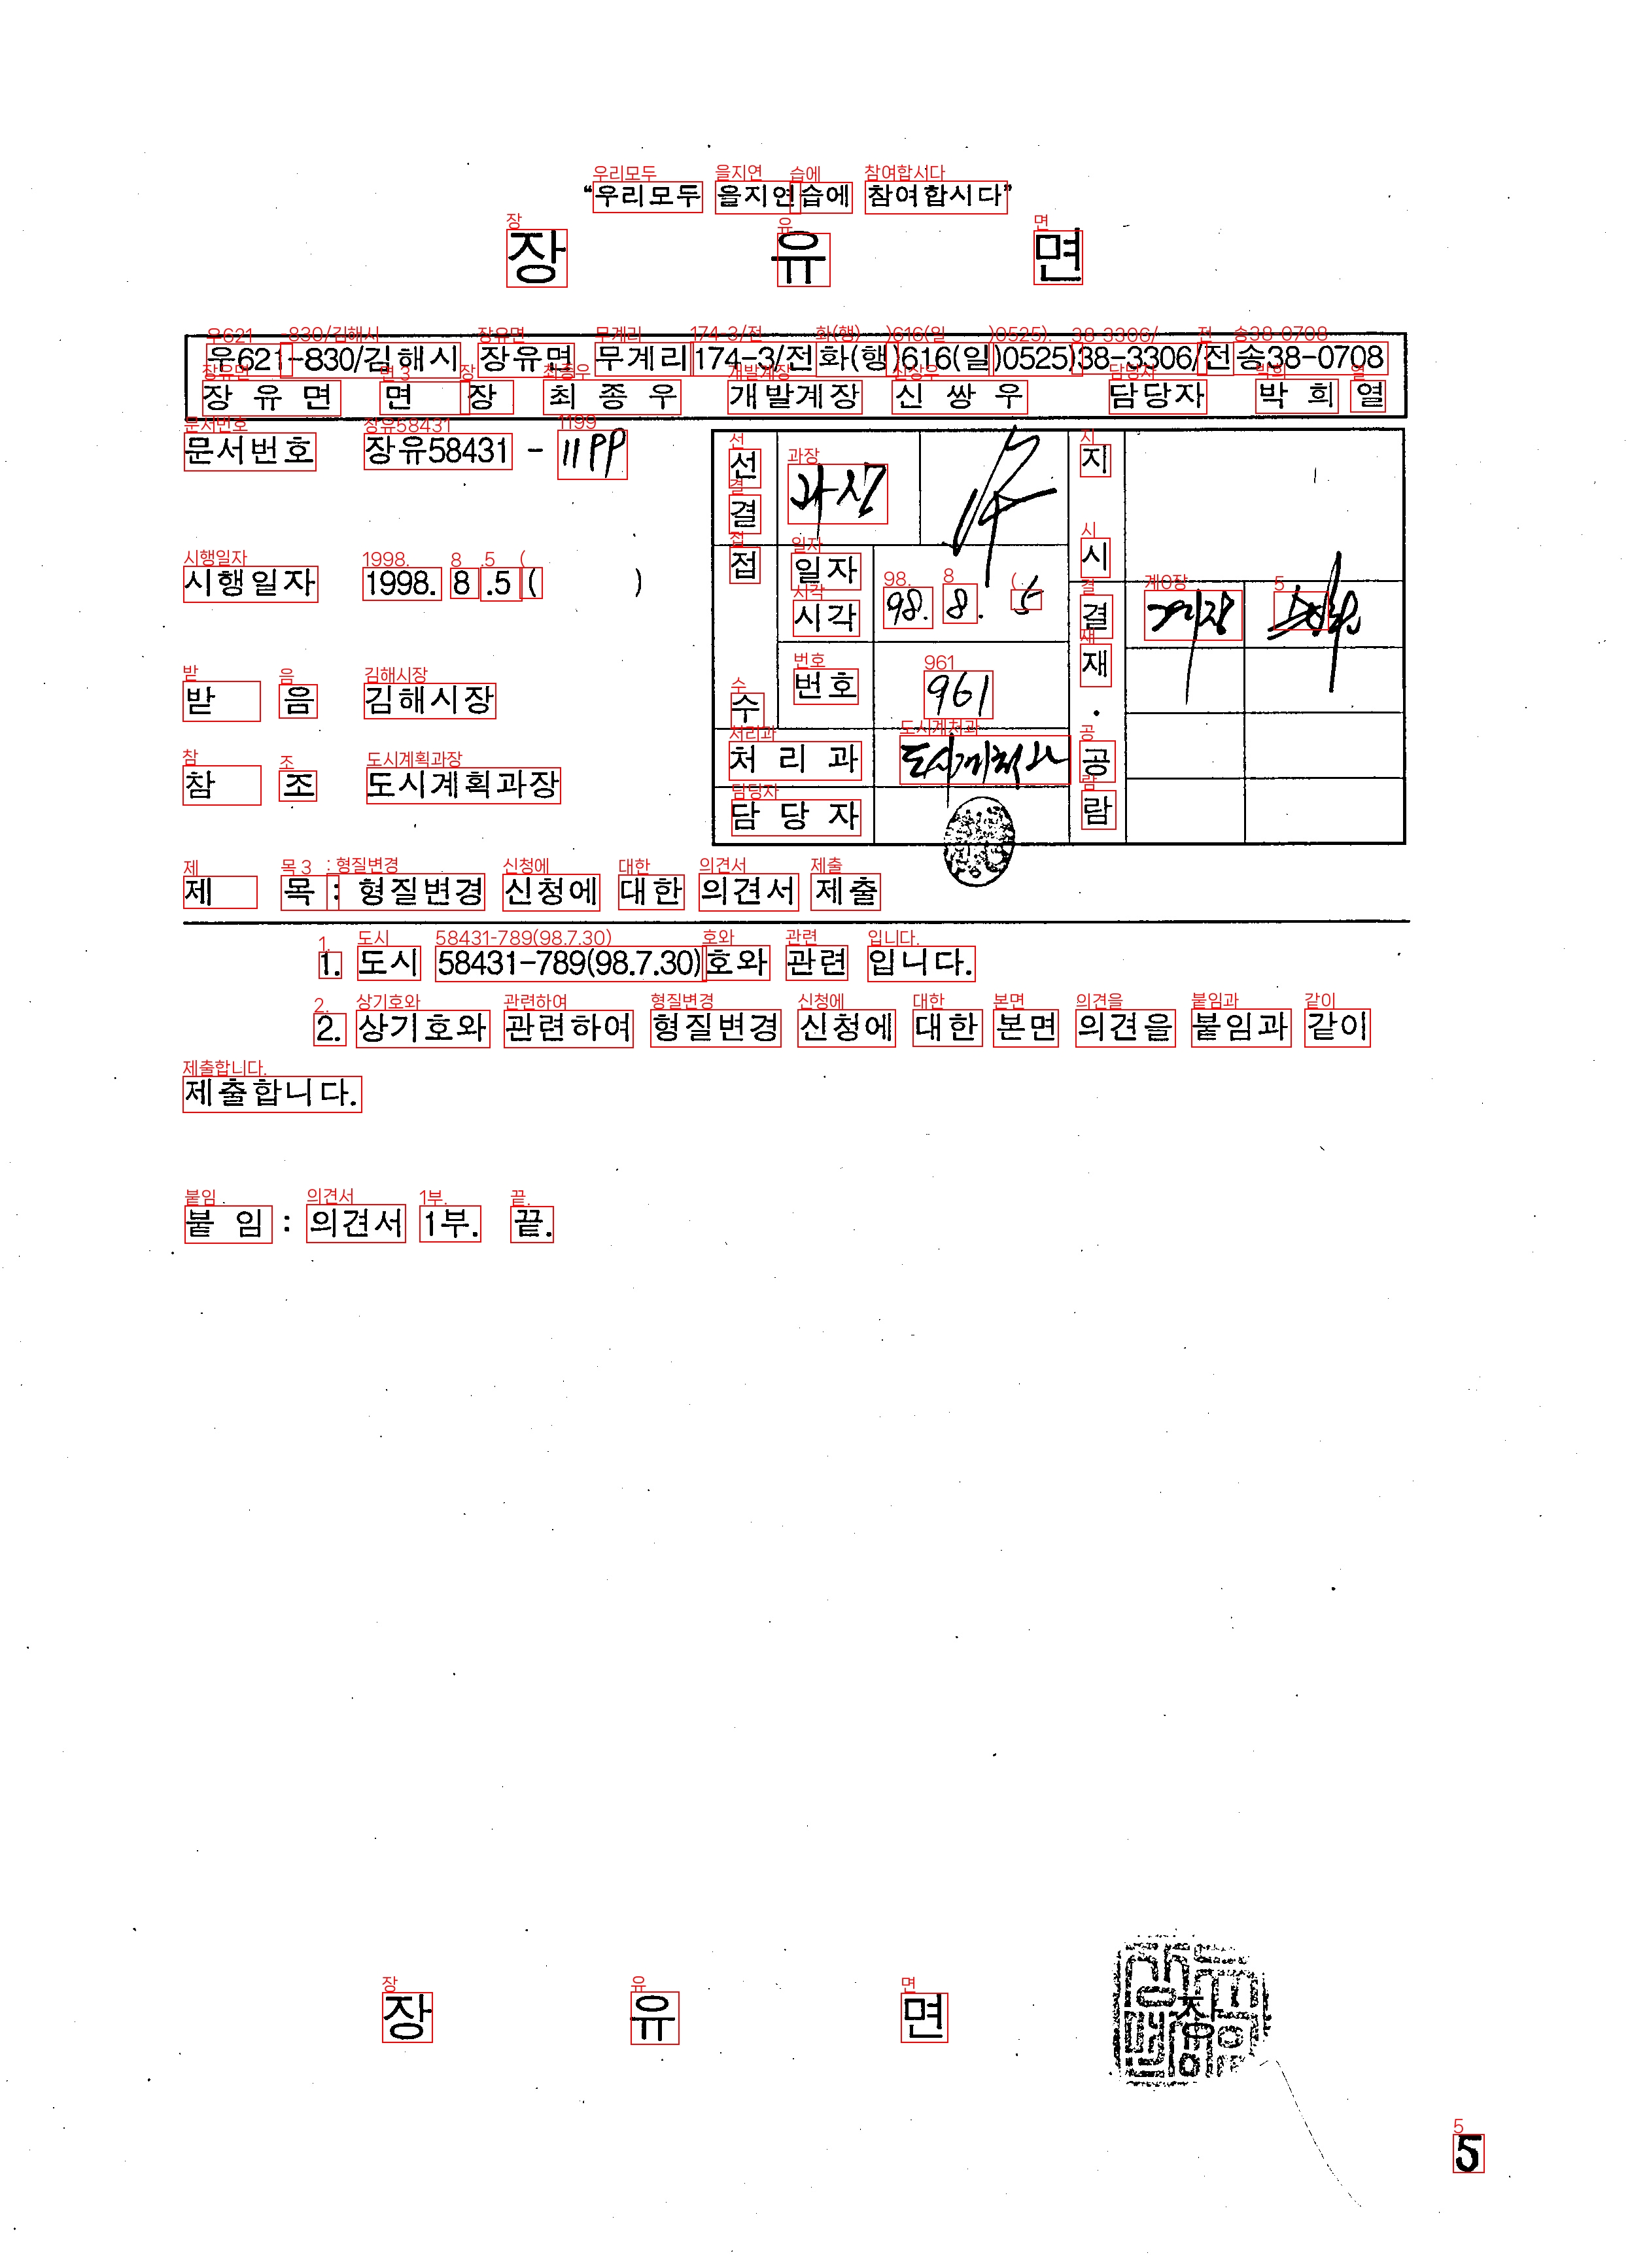 “우리모두 을지연습에 참여합시다”
장 유 면
우621-830/김해시 장유면 무계리 174-3/전화(행)616(일)0525)38-3306/전송38-0708
장유면 면 장 최종우 개발계장 신쌍우 담당자 박희열
문서번호 장유58431 - 1199
시행일자 1998. 8 .5 ( )
받 음 김해시장
참 조 도시계획과장
선결 과장 지시
접수 일자 시각 98. 8. 5 결재·공람 계장
번호 961
처리과 도시계획과
담당자
제 목 : 형질변경 신청에 대한 의견서 제출
1. 도시 58431-789(98.7.30)호와 관련 입니다.
2. 상기호와 관련하여 형질변경 신청에 대한 본면 의견을 붙임과 같이
제출합니다.
붙 임 : 의견서 1부. 끝.
장 유 면 장
5